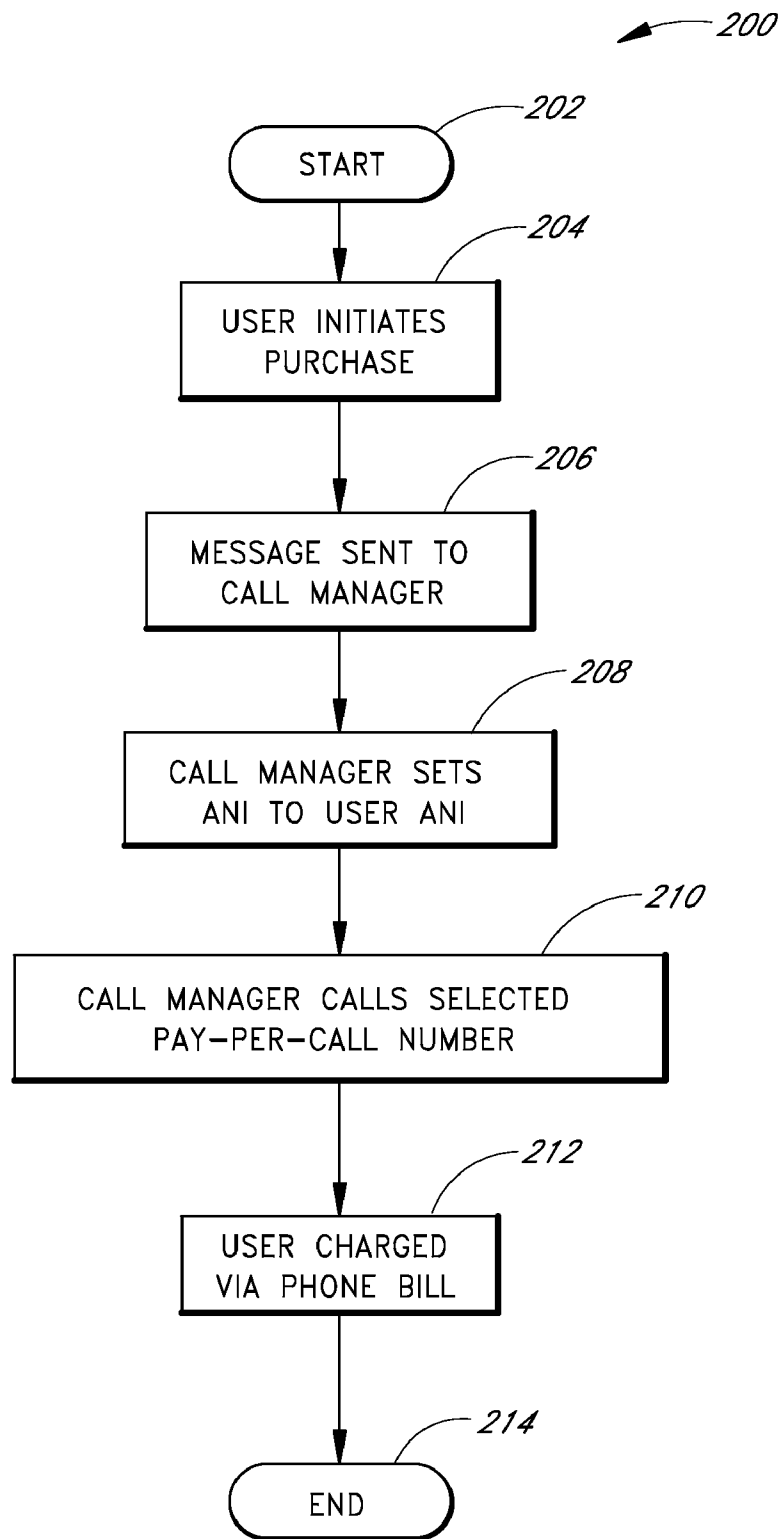 200
202
START
204
USER INITIATES
PURCHASE
206
MESSAGE SENT TO
CALL MANAGER
208
CALL MANAGER SETS
ANI TO USER ANI
210
CALL MANAGER CALLS SELECTED
PAY-PER-CALL NUMBER
212
USER CHARGED
VIA PHONE BILL
214
END